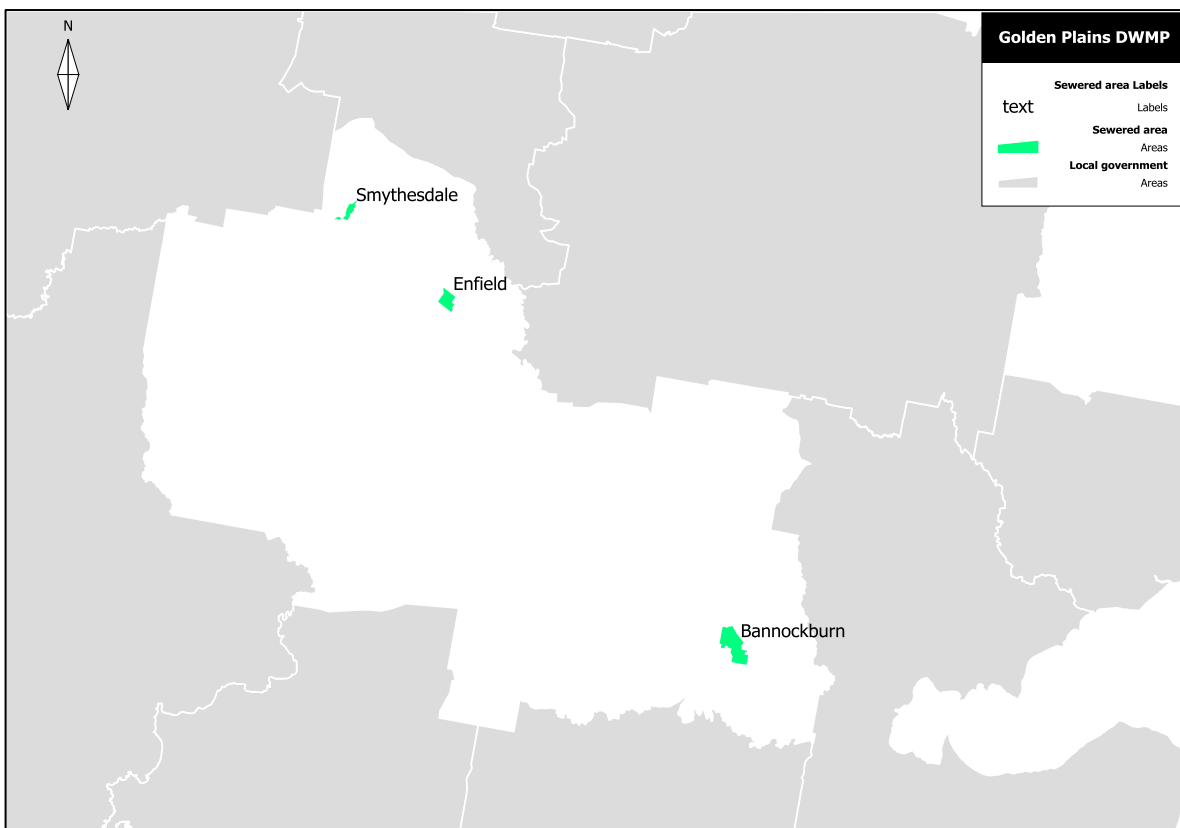 N
Golden Plains DWMP
Sewered area Labels
text
Labels
Sewered area
Areas
Local government
Areas
Smythesdale
Enfield
Bannockburn